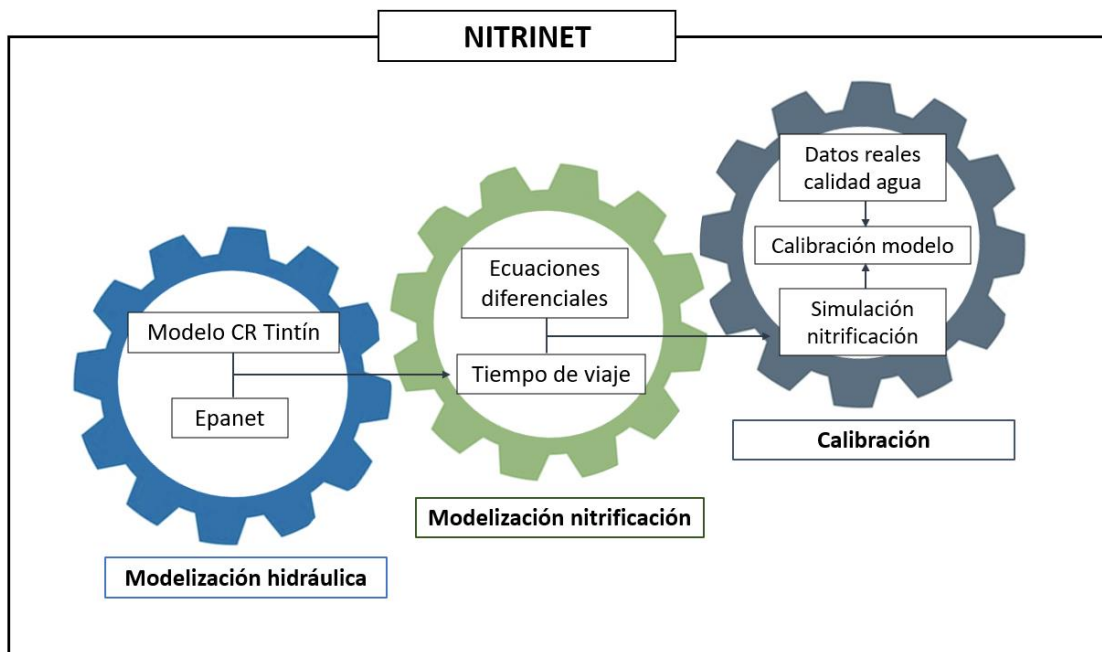 NITRINET
Modelo CR Tintín
Epanet
Modelización hidráulica
Ecuaciones
diferenciales
Tiempo de viaje
Modelización nitrificación
Datos reales
calidad agua
Calibración modelo
Simulación
nitrificación
Calibración